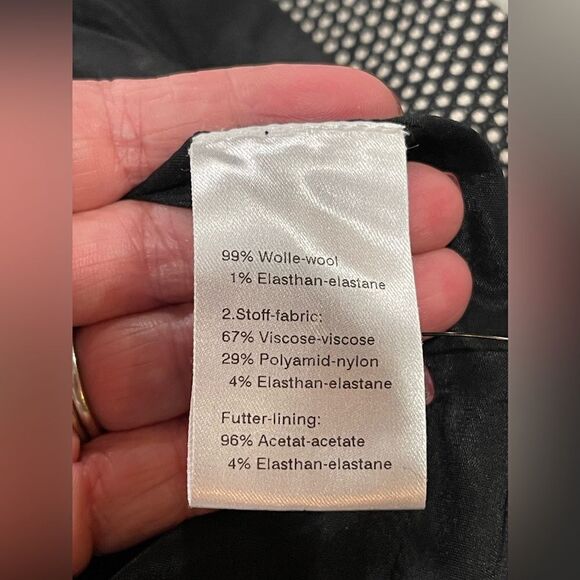 99% Wolle-wool
1% Elasthan-elastane
2.Stoff-fabric:
67% Viscose-viscose
29% Polyamid-nylon
4% Elasthan-elastane
Futter-lining:
96% Acetat-acetate
4% Elasthan-elastane